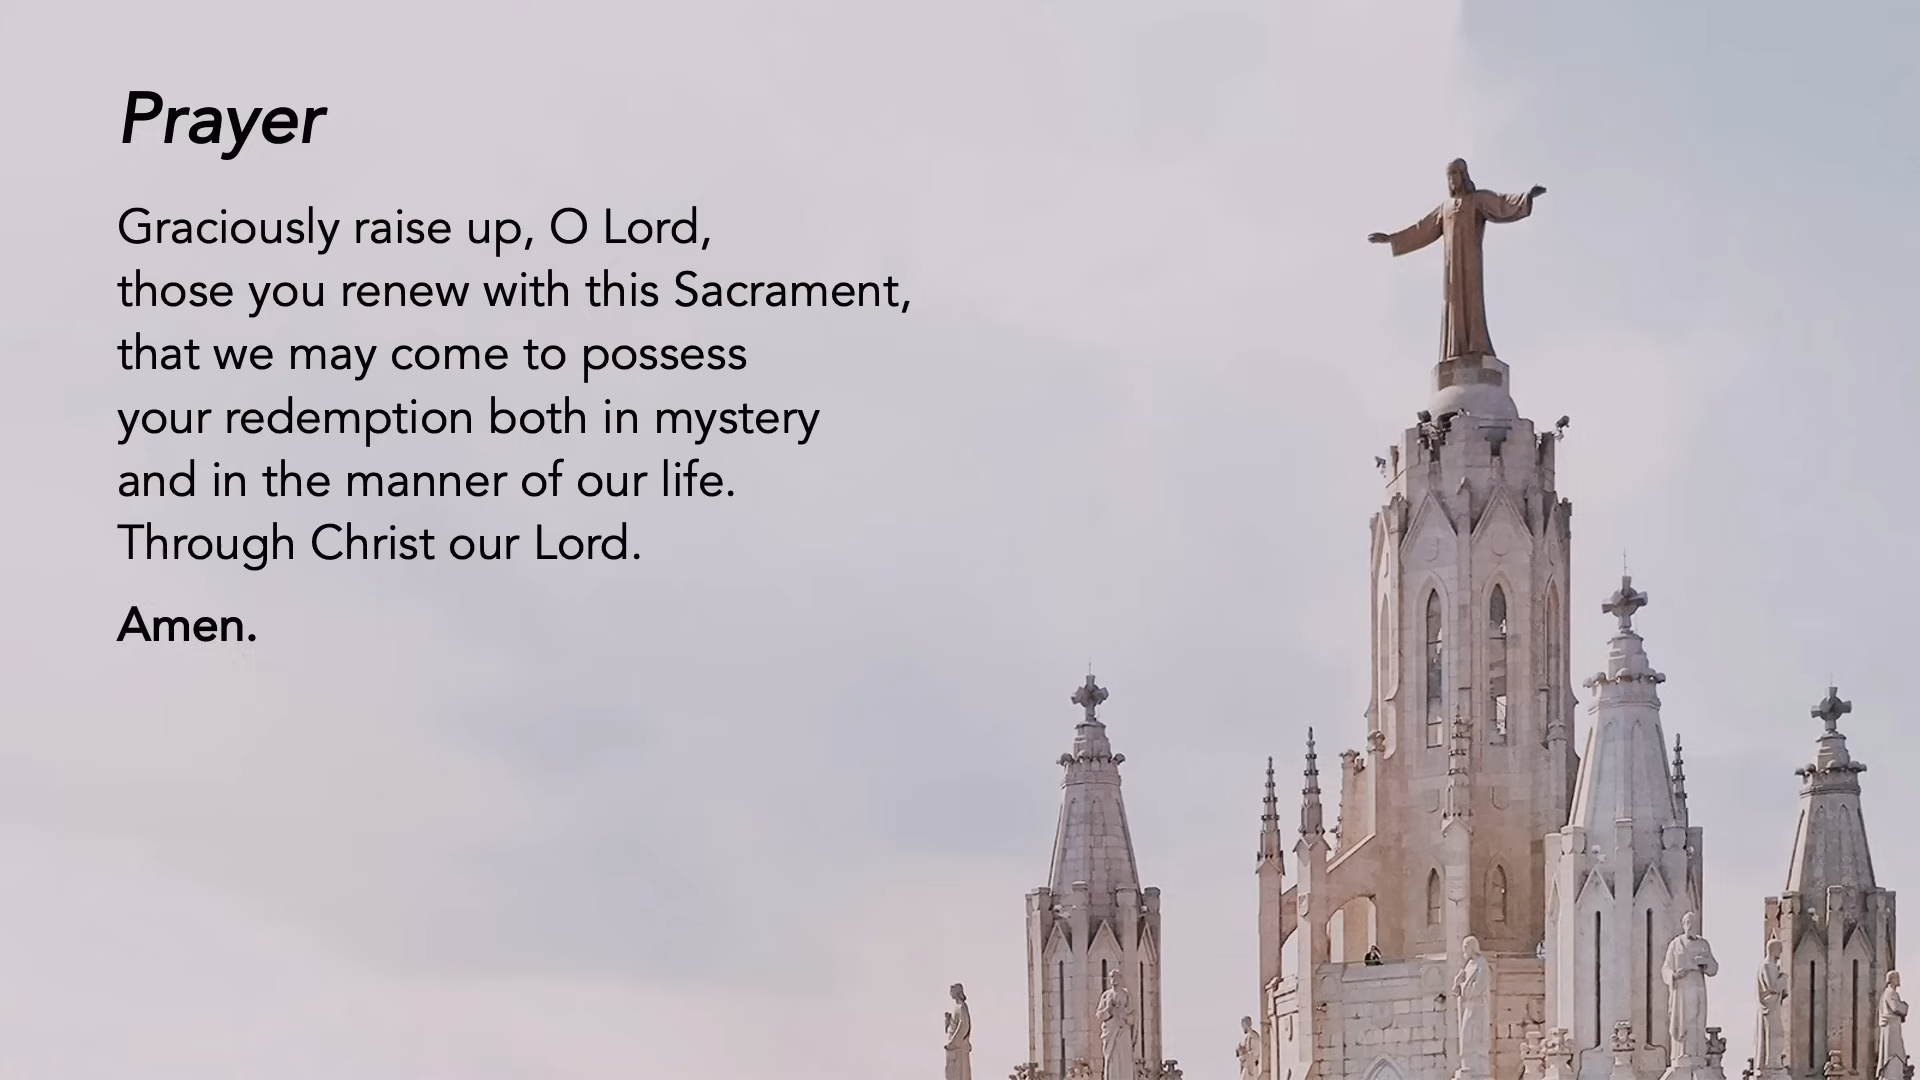 Prayer
Graciously raise up, O Lord,
those you renew with this Sacrament,
that we may come to possess
your redemption both in mystery
and in the manner of our life.
Through Christ our Lord.
Amen.